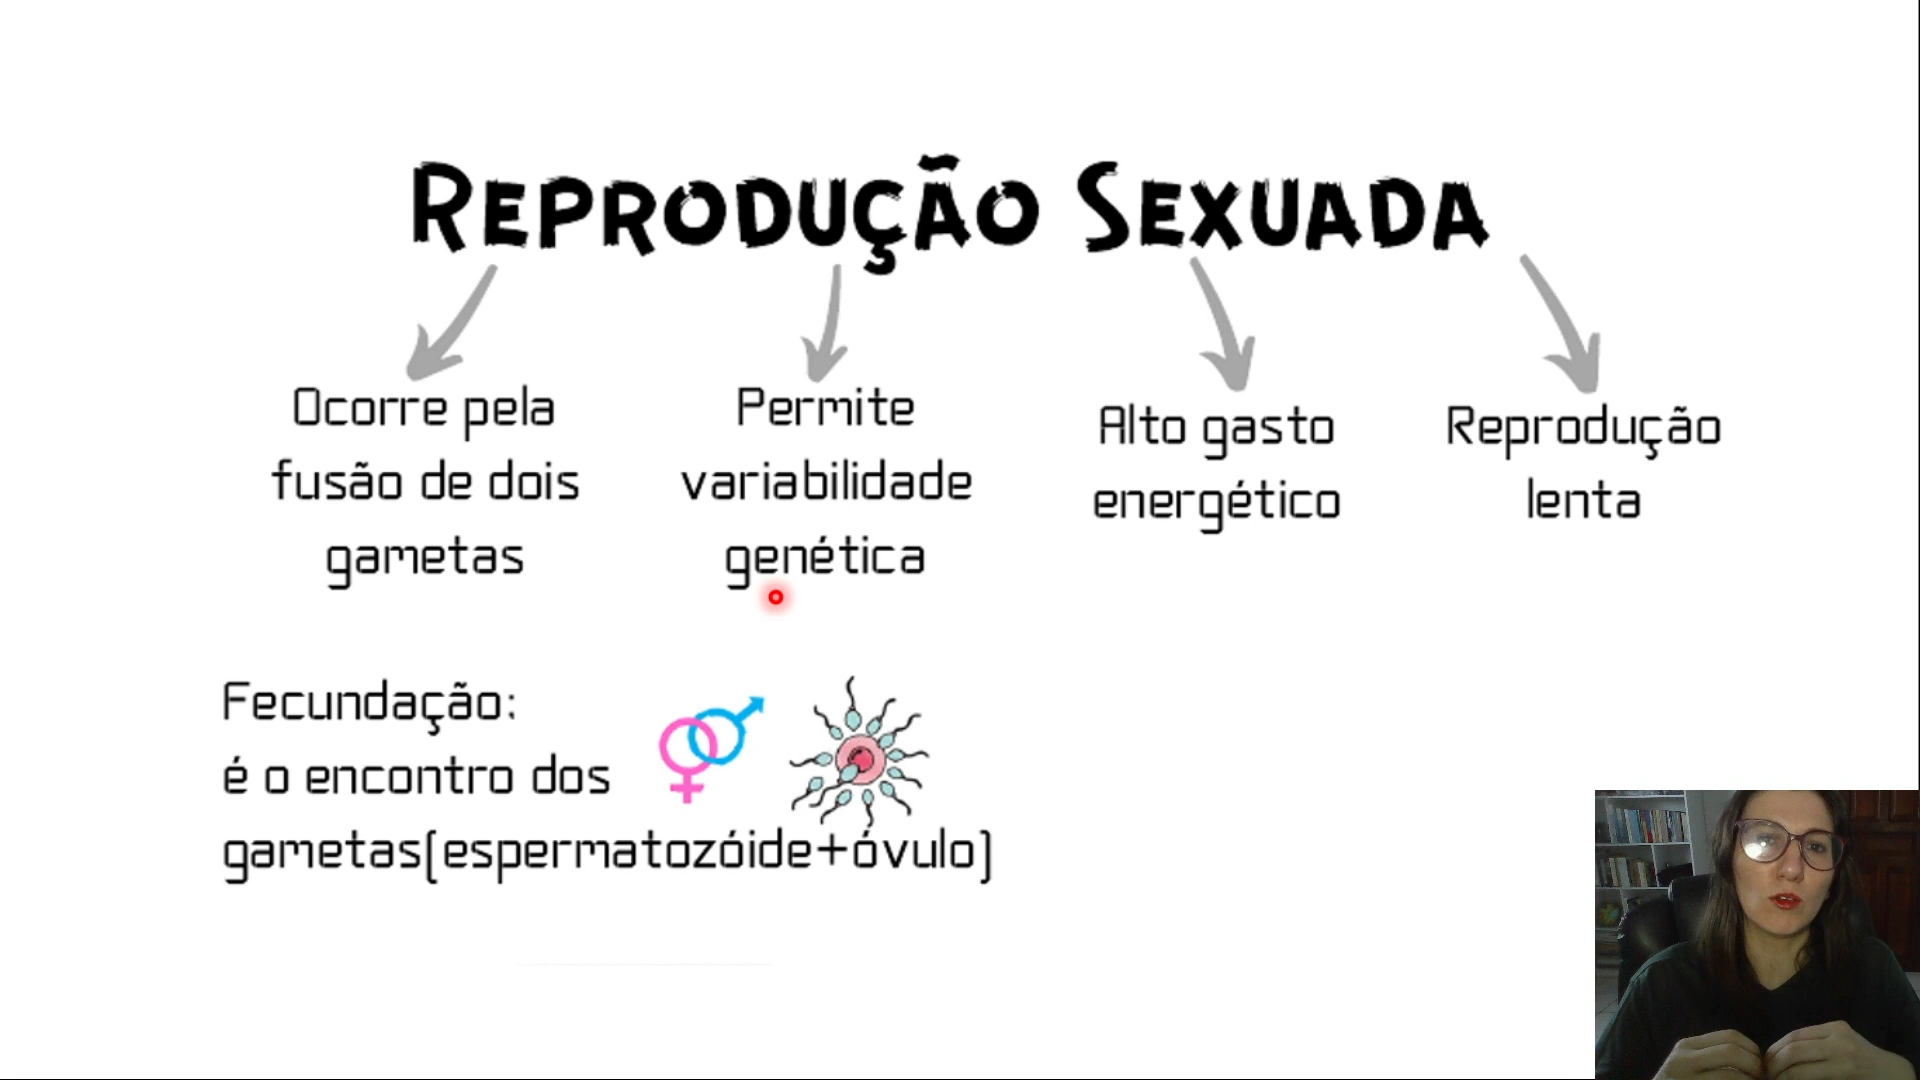 REPRODUÇÃO SEXUADA
Ocorre pela
fusão de dois
gametas
Permite
variabilidade
genética
Alto gasto
energético
Reprodução
lenta
Fecundação:
é o encontro dos
gametas(espermatozóide+óvulo)